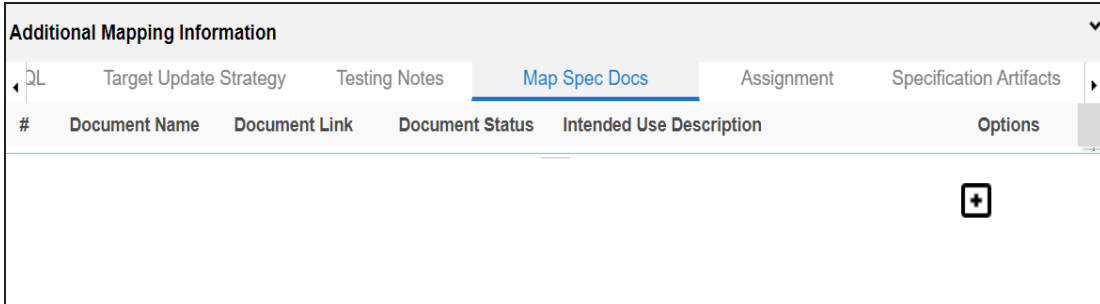 Additional Mapping Information
QL Target Update Strategy Testing Notes Map Spec Docs Assignment Specification Artifacts
# Document Name Document Link Document Status Intended Use Description Options